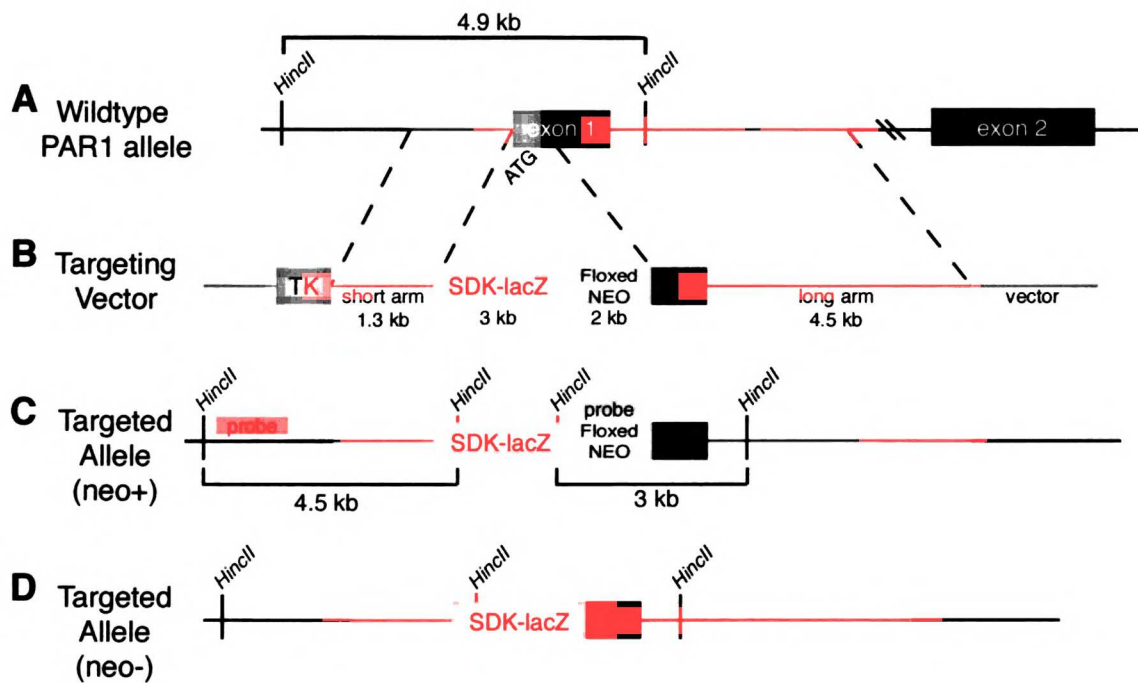 4.9 kb
HincII
HincII
A Wildtype PAR1 allele
exon 1
ATG
exon 2
B Targeting Vector
TK
short arm
1.3 kb
SDK-lacZ
3 kb
Floxed
NEO
2 kb
long arm
4.5 kb
vector
C Targeted Allele (neo+)
HincII
probe
HincII
SDK-lacZ
HincII
probe
Floxed
NEO
HincII
4.5 kb
3 kb
D Targeted Allele (neo-)
HincII
HincII
SDK-lacZ
HincII